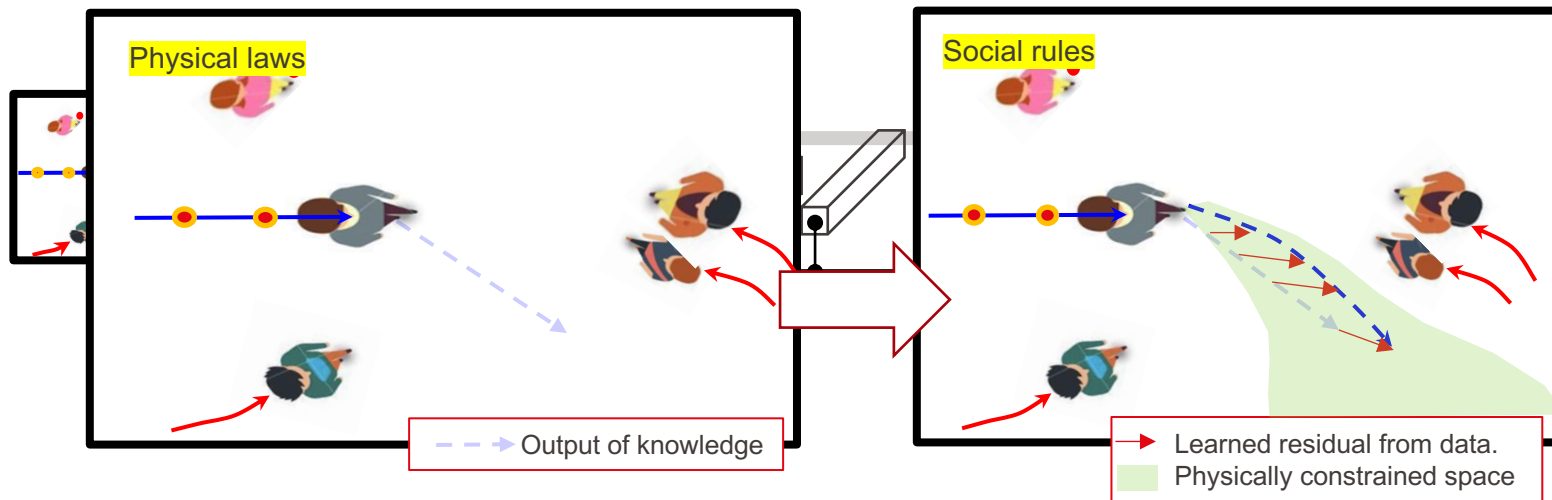 Physical laws
Output of knowledge
Social rules
Learned residual from data.
Physically constrained space